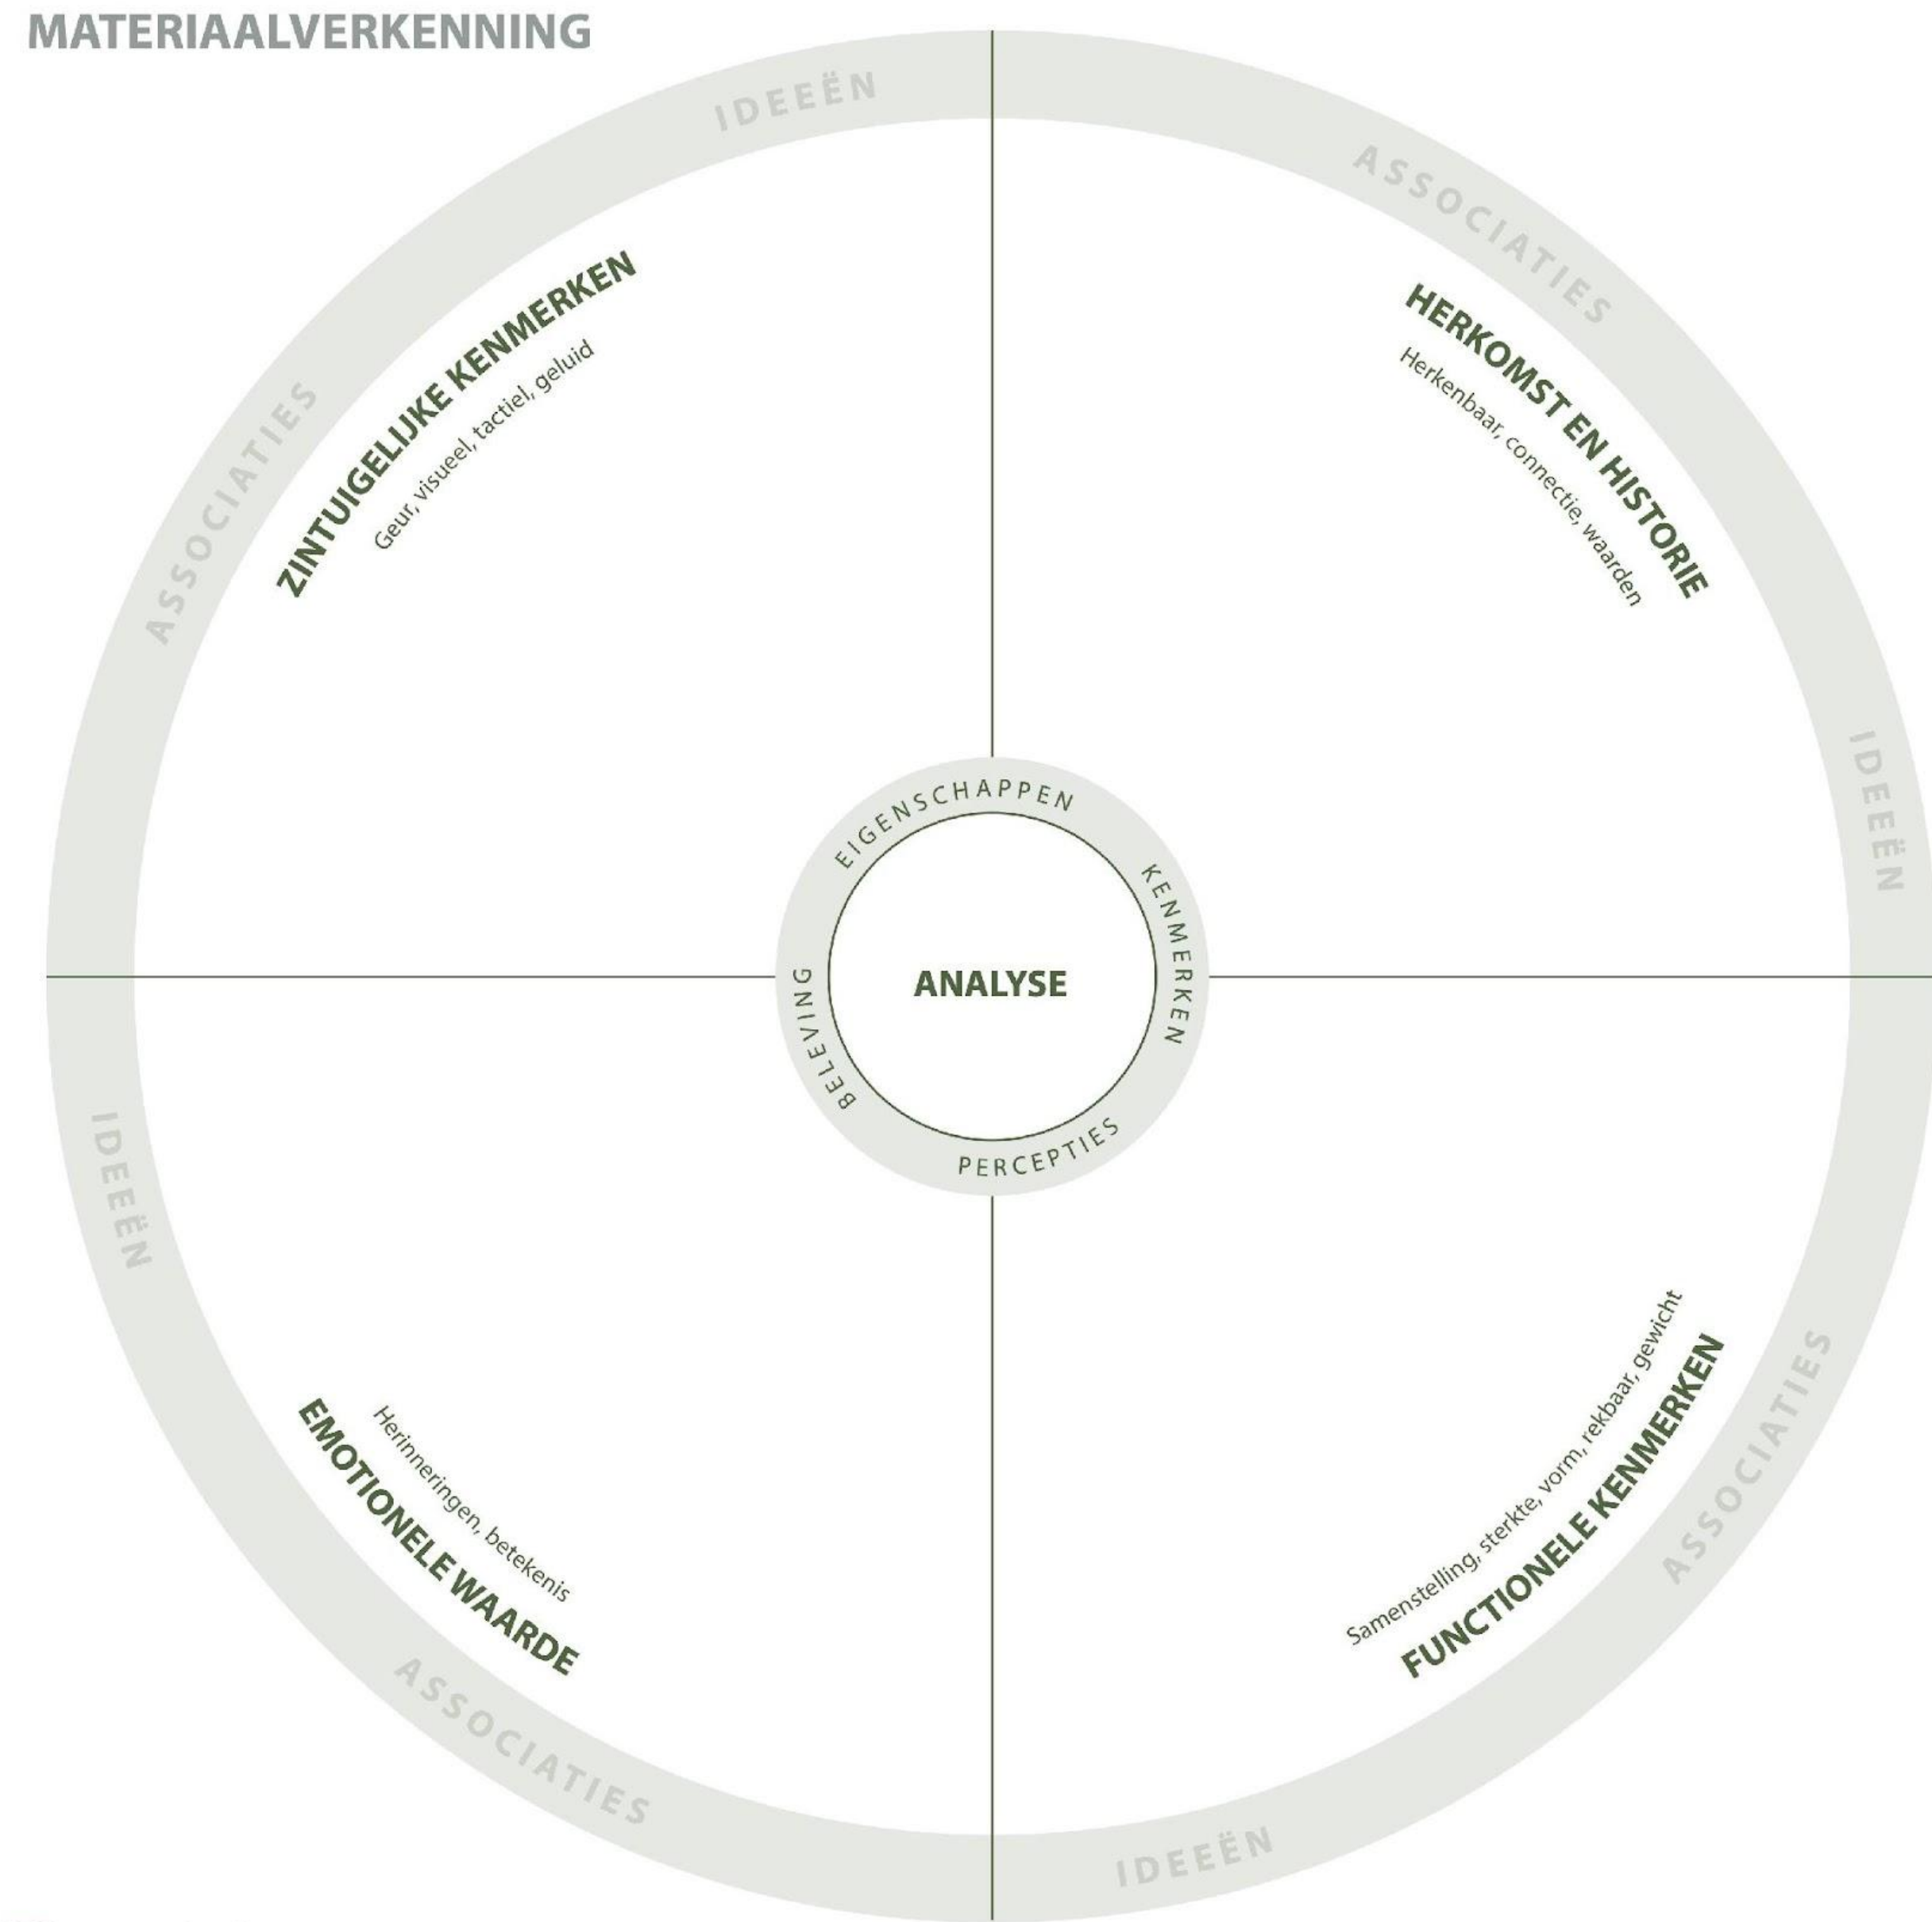 MATERIAALVERKENNING
IDEEËN
ASSOCIATIES
ASSOCIATIES
ZINTUIGELIJKE KENMERKEN
Geur, visueel, tactiel, geluid
HERKOMST EN HISTORIE
Herkenbaar, connectie, waarden
IDEEËN
EIGENSCHAPPEN
KENMERKEN
ANALYSE
BELEVING
PERCEPTIES
IDEEËN
Herinneringen, betekenis
EMOTIONELE WAARDE
Samenstelling, sterkte, vorm, rekbaar, gewicht
FUNCTIONELE KENMERKEN
ASSOCIATIES
ASSOCIATIES
IDEEËN